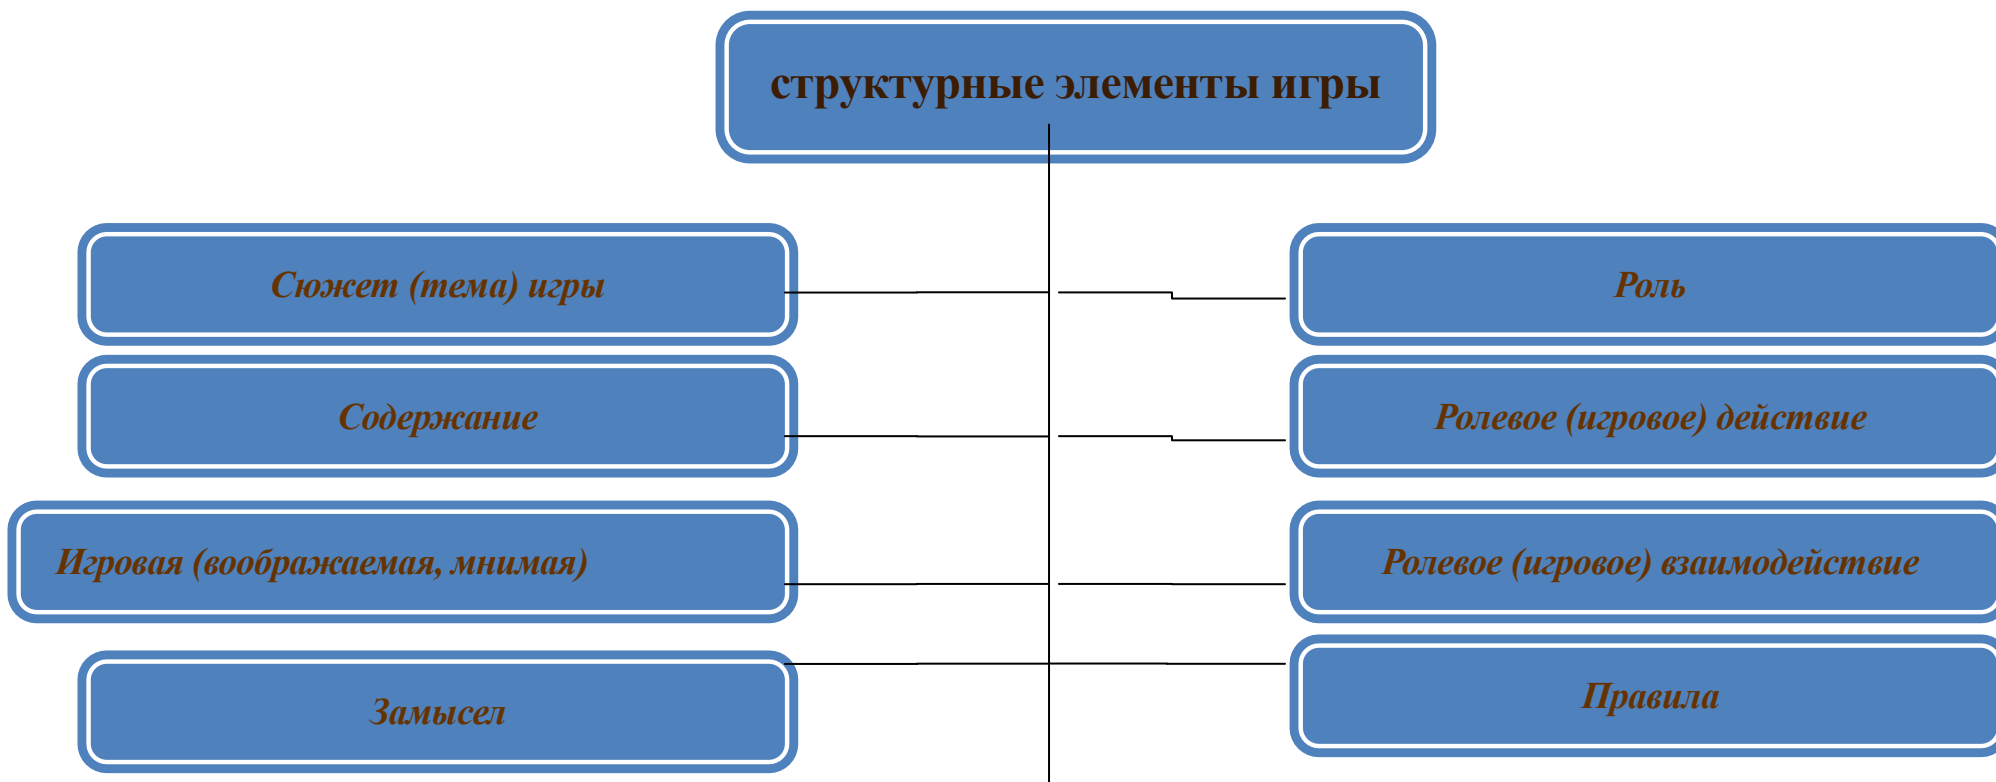 структурные элементы игры
Сюжет (тема) игры
Роль
Содержание
Ролевое (игровое) действие
Игровая (воображаемая, мнимая)
Ролевое (игровое) взаимодействие
Замысел
Правила